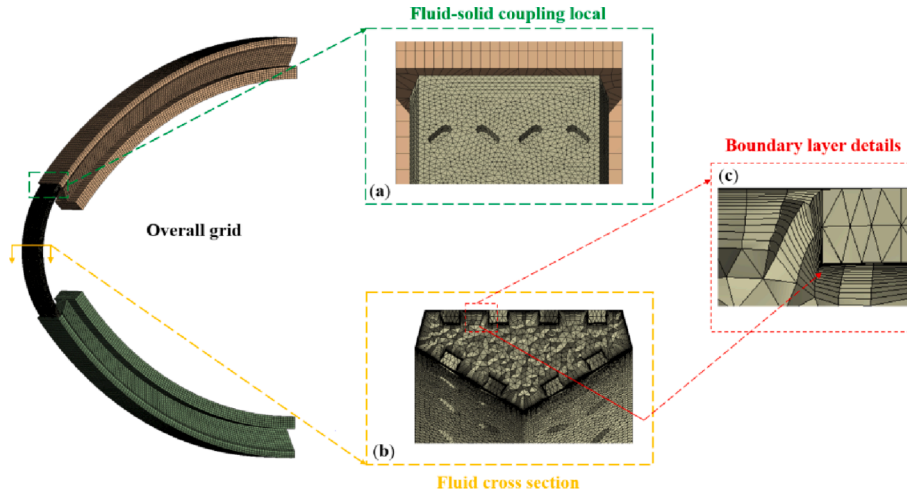 Fluid-solid coupling local
(a)
Boundary layer details
(c)
Overall grid
(b)
Fluid cross section